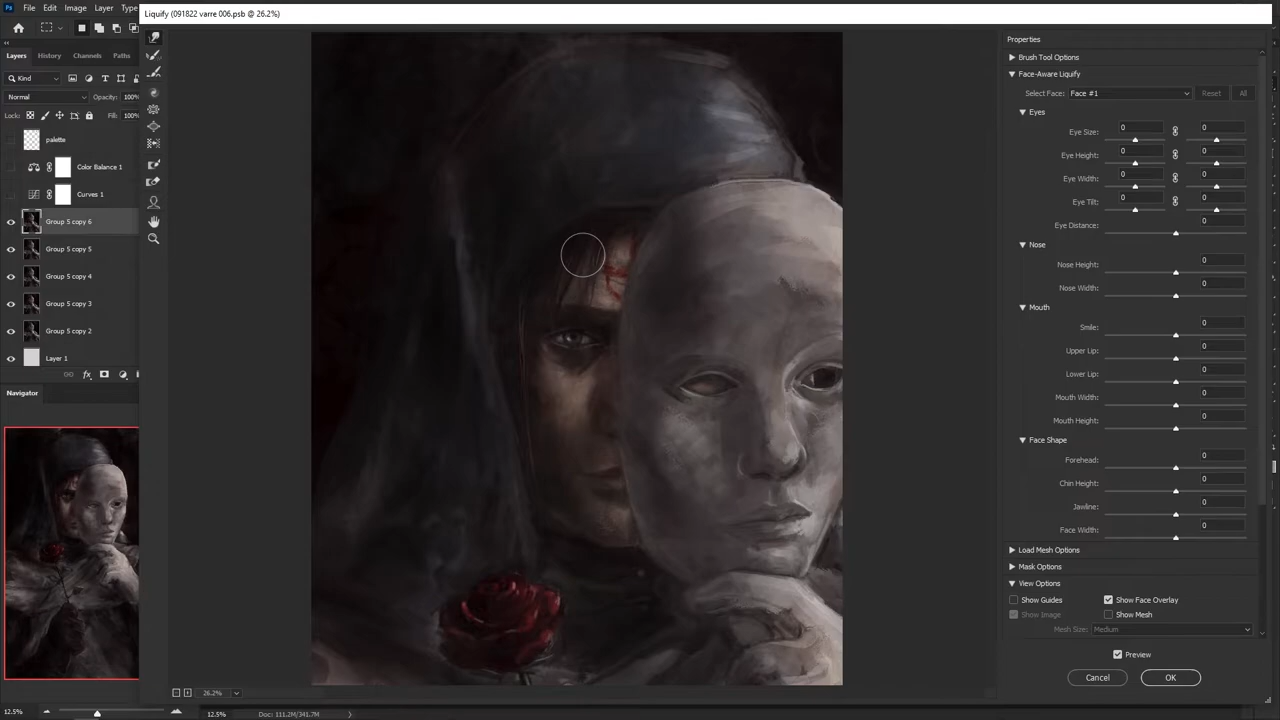 Liquify (091822 varre 006.psb @ 26.2%)
Ps File Edit Image Layer
Layers History Channels Paths
Kind
Normal Opacity: 100%
Lock: Fill: 100%
palette
Color Balance 1
Curves 1
Group 5 copy 6
Group 5 copy 5
Group 5 copy 4
Group 5 copy 3
Group 5 copy 2
Layer 1
fx
Navigator
12.5%
26.2%
12.5% Doc: 111.2M/341.7M
Properties
Brush Tool Options
Face-Aware Liquify
Select Face: Face #1 Reset All
Eyes
Eye Size: 0 0
Eye Height: 0 0
Eye Width: 0 0
Eye Tilt: 0 0
Eye Distance: 0
Nose
Nose Height: 0
Nose Width: 0
Mouth
Smile: 0
Upper Lip: 0
Lower Lip: 0
Mouth Width: 0
Mouth Height: 0
Face Shape
Forehead: 0
Chin Height: 0
Jawline: 0
Face Width: 0
Load Mesh Options
Mask Options
View Options
Show Guides Show Face Overlay
Show Image Show Mesh
Mesh Size: Medium
Preview
Cancel OK